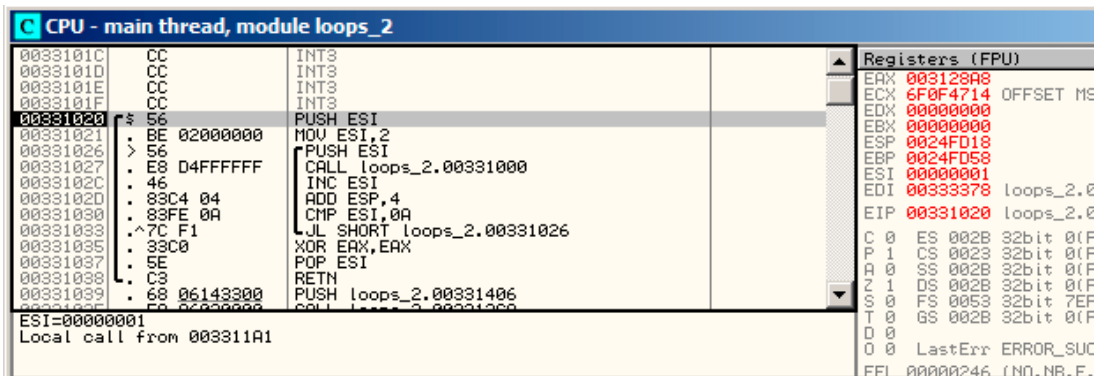 C CPU - main thread, module loops_2
0033101C CC INT3
0033101D CC INT3
0033101E CC INT3
0033101F CC INT3
00331020 $ 56 PUSH ESI
00331021 . BE 02000000 MOV ESI,2
00331026 > 56 PUSH ESI
00331027 . E8 D4FFFFFF CALL loops_2.00331000
0033102C . 46 INC ESI
0033102D . 83C4 04 ADD ESP,4
00331030 . 83FE 0A CMP ESI,0A
00331033 .^7C F1 JL SHORT loops_2.00331026
00331035 . 33C0 XOR EAX,EAX
00331037 . 5E POP ESI
00331038 . C3 RETN
00331039 . 68 06143300 PUSH loops_2.00331406
ESI=00000001
Local call from 003311A1
Registers (FPU)
EAX 003128A8
ECX 6F0F4714 OFFSET MS
EDX 00000000
EBX 00000000
ESP 0024FD18
EBP 0024FD58
ESI 00000001
EDI 00333378 loops_2.0
EIP 00331020 loops_2.0
C 0 ES 002B 32bit 0(F
P 1 CS 0023 32bit 0(F
A 0 SS 002B 32bit 0(F
Z 1 DS 002B 32bit 0(F
S 0 FS 0053 32bit 7EF
T 0 GS 002B 32bit 0(F
D 0
O 0 LastErr ERROR_SUC
EFL 00000246 (NO,NB,E,